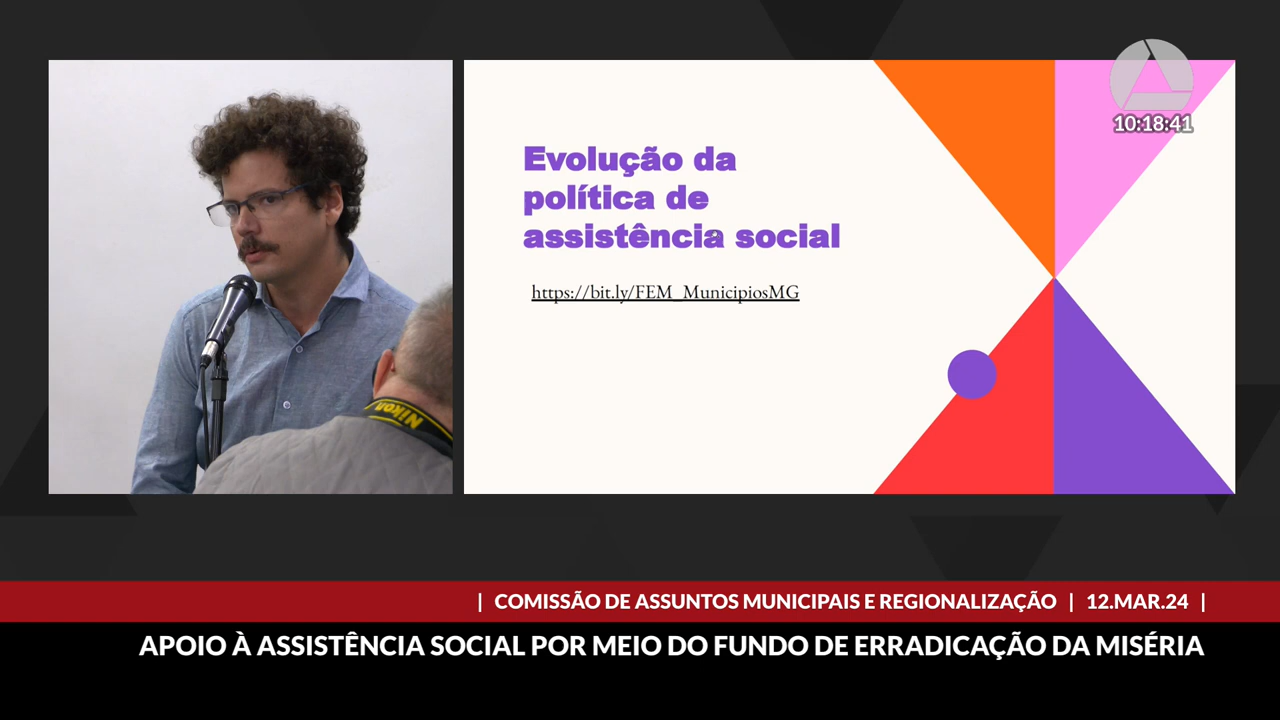 10:18:41
Evolução da
política de
assistência social
https://bit.ly/FEM_MunicipiosMG
Nikon
| COMISSÃO DE ASSUNTOS MUNICIPAIS E REGIONALIZAÇÃO | 12.MAR.24 |
APOIO À ASSISTÊNCIA SOCIAL POR MEIO DO FUNDO DE ERRADICAÇÃO DA MISÉRIA